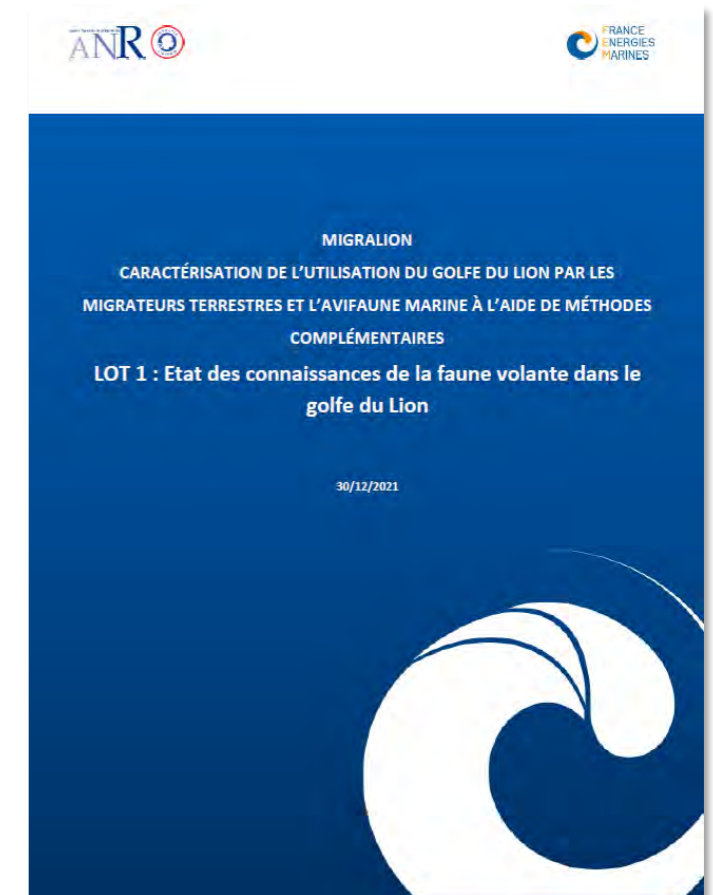 ANR
FRANCE
ENERGIES
MARINES
MIGRALION
CARACTÉRISATION DE L'UTILISATION DU GOLFE DU LION PAR LES
MIGRATEURS TERRESTRES ET L'AVIFAUNE MARINE À L'AIDE DE MÉTHODES
COMPLÉMENTAIRES
LOT 1 : Etat des connaissances de la faune volante dans le
golfe du Lion
30/12/2021